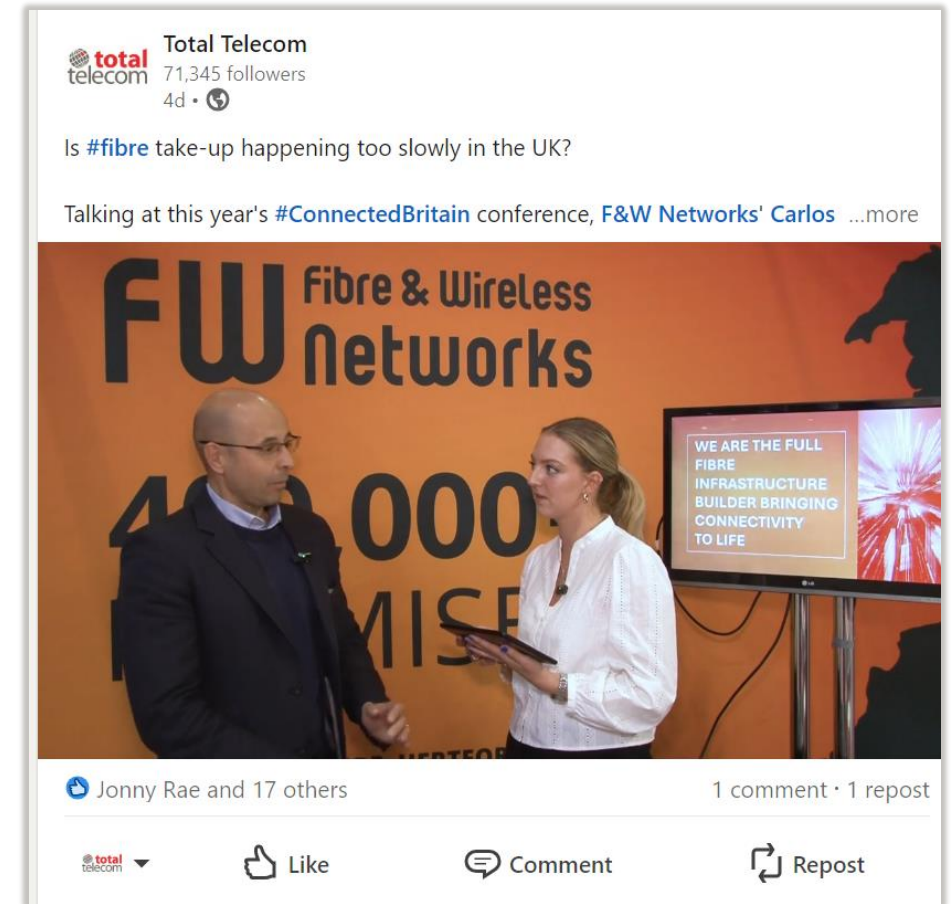 total
telecom
Total Telecom
71,345 followers
4d •
Is #fibre take-up happening too slowly in the UK?
Talking at this year's #ConnectedBritain conference, F&W Networks' Carlos ...more
FW Fibre & Wireless
Networks
WE ARE THE FULL
FIBRE
INFRASTRUCTURE
BUILDER BRINGING
CONNECTIVITY
TO LIFE
LG
Jonny Rae and 17 others
1 comment • 1 repost
total
telecom
Like
Comment
Repost